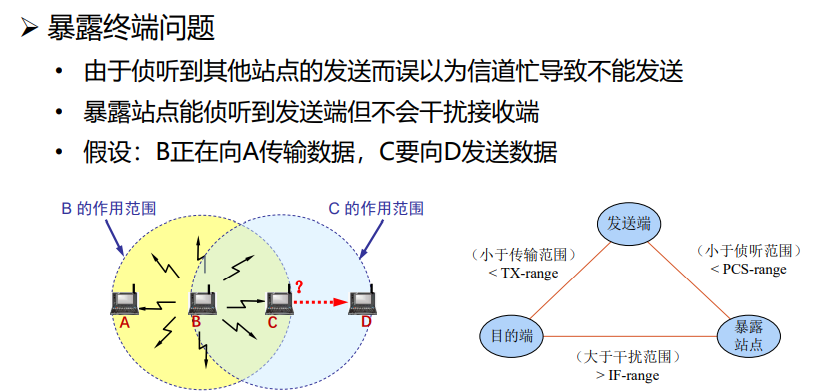 暴露终端问题
由于侦听到其他站点的发送而误以为信道忙导致不能发送
暴露站点能侦听到发送端但不会干扰接收端
假设：B正在向A传输数据，C要向D发送数据
B 的作用范围
C 的作用范围
?
A
B
C
D
发送端
（小于传输范围）
< TX-range
（小于侦听范围）
< PCS-range
目的端
暴露
站点
（大于干扰范围）
> IF-range